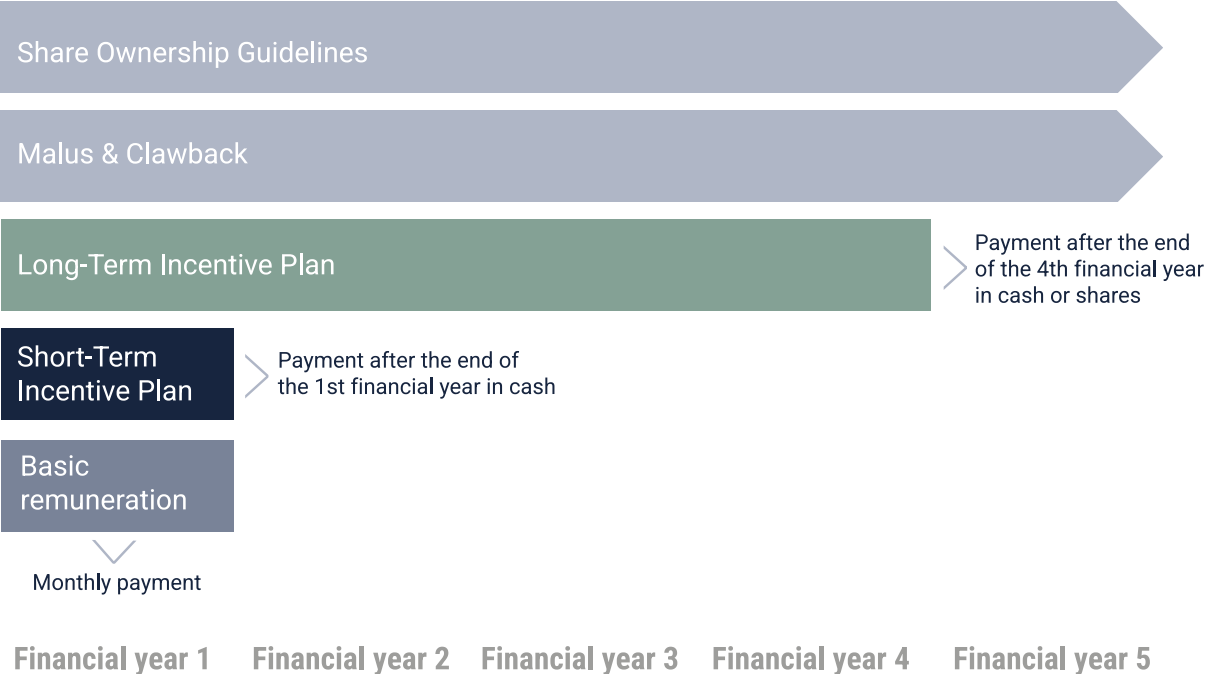 Share Ownership Guidelines
Malus & Clawback
Long-Term Incentive Plan
Payment after the end
of the 4th financial year
in cash or shares
Short-Term
Incentive Plan
Payment after the end of
the 1st financial year in cash
Basic
remuneration
Monthly payment
Financial year 1
Financial year 2
Financial year 3
Financial year 4
Financial year 5